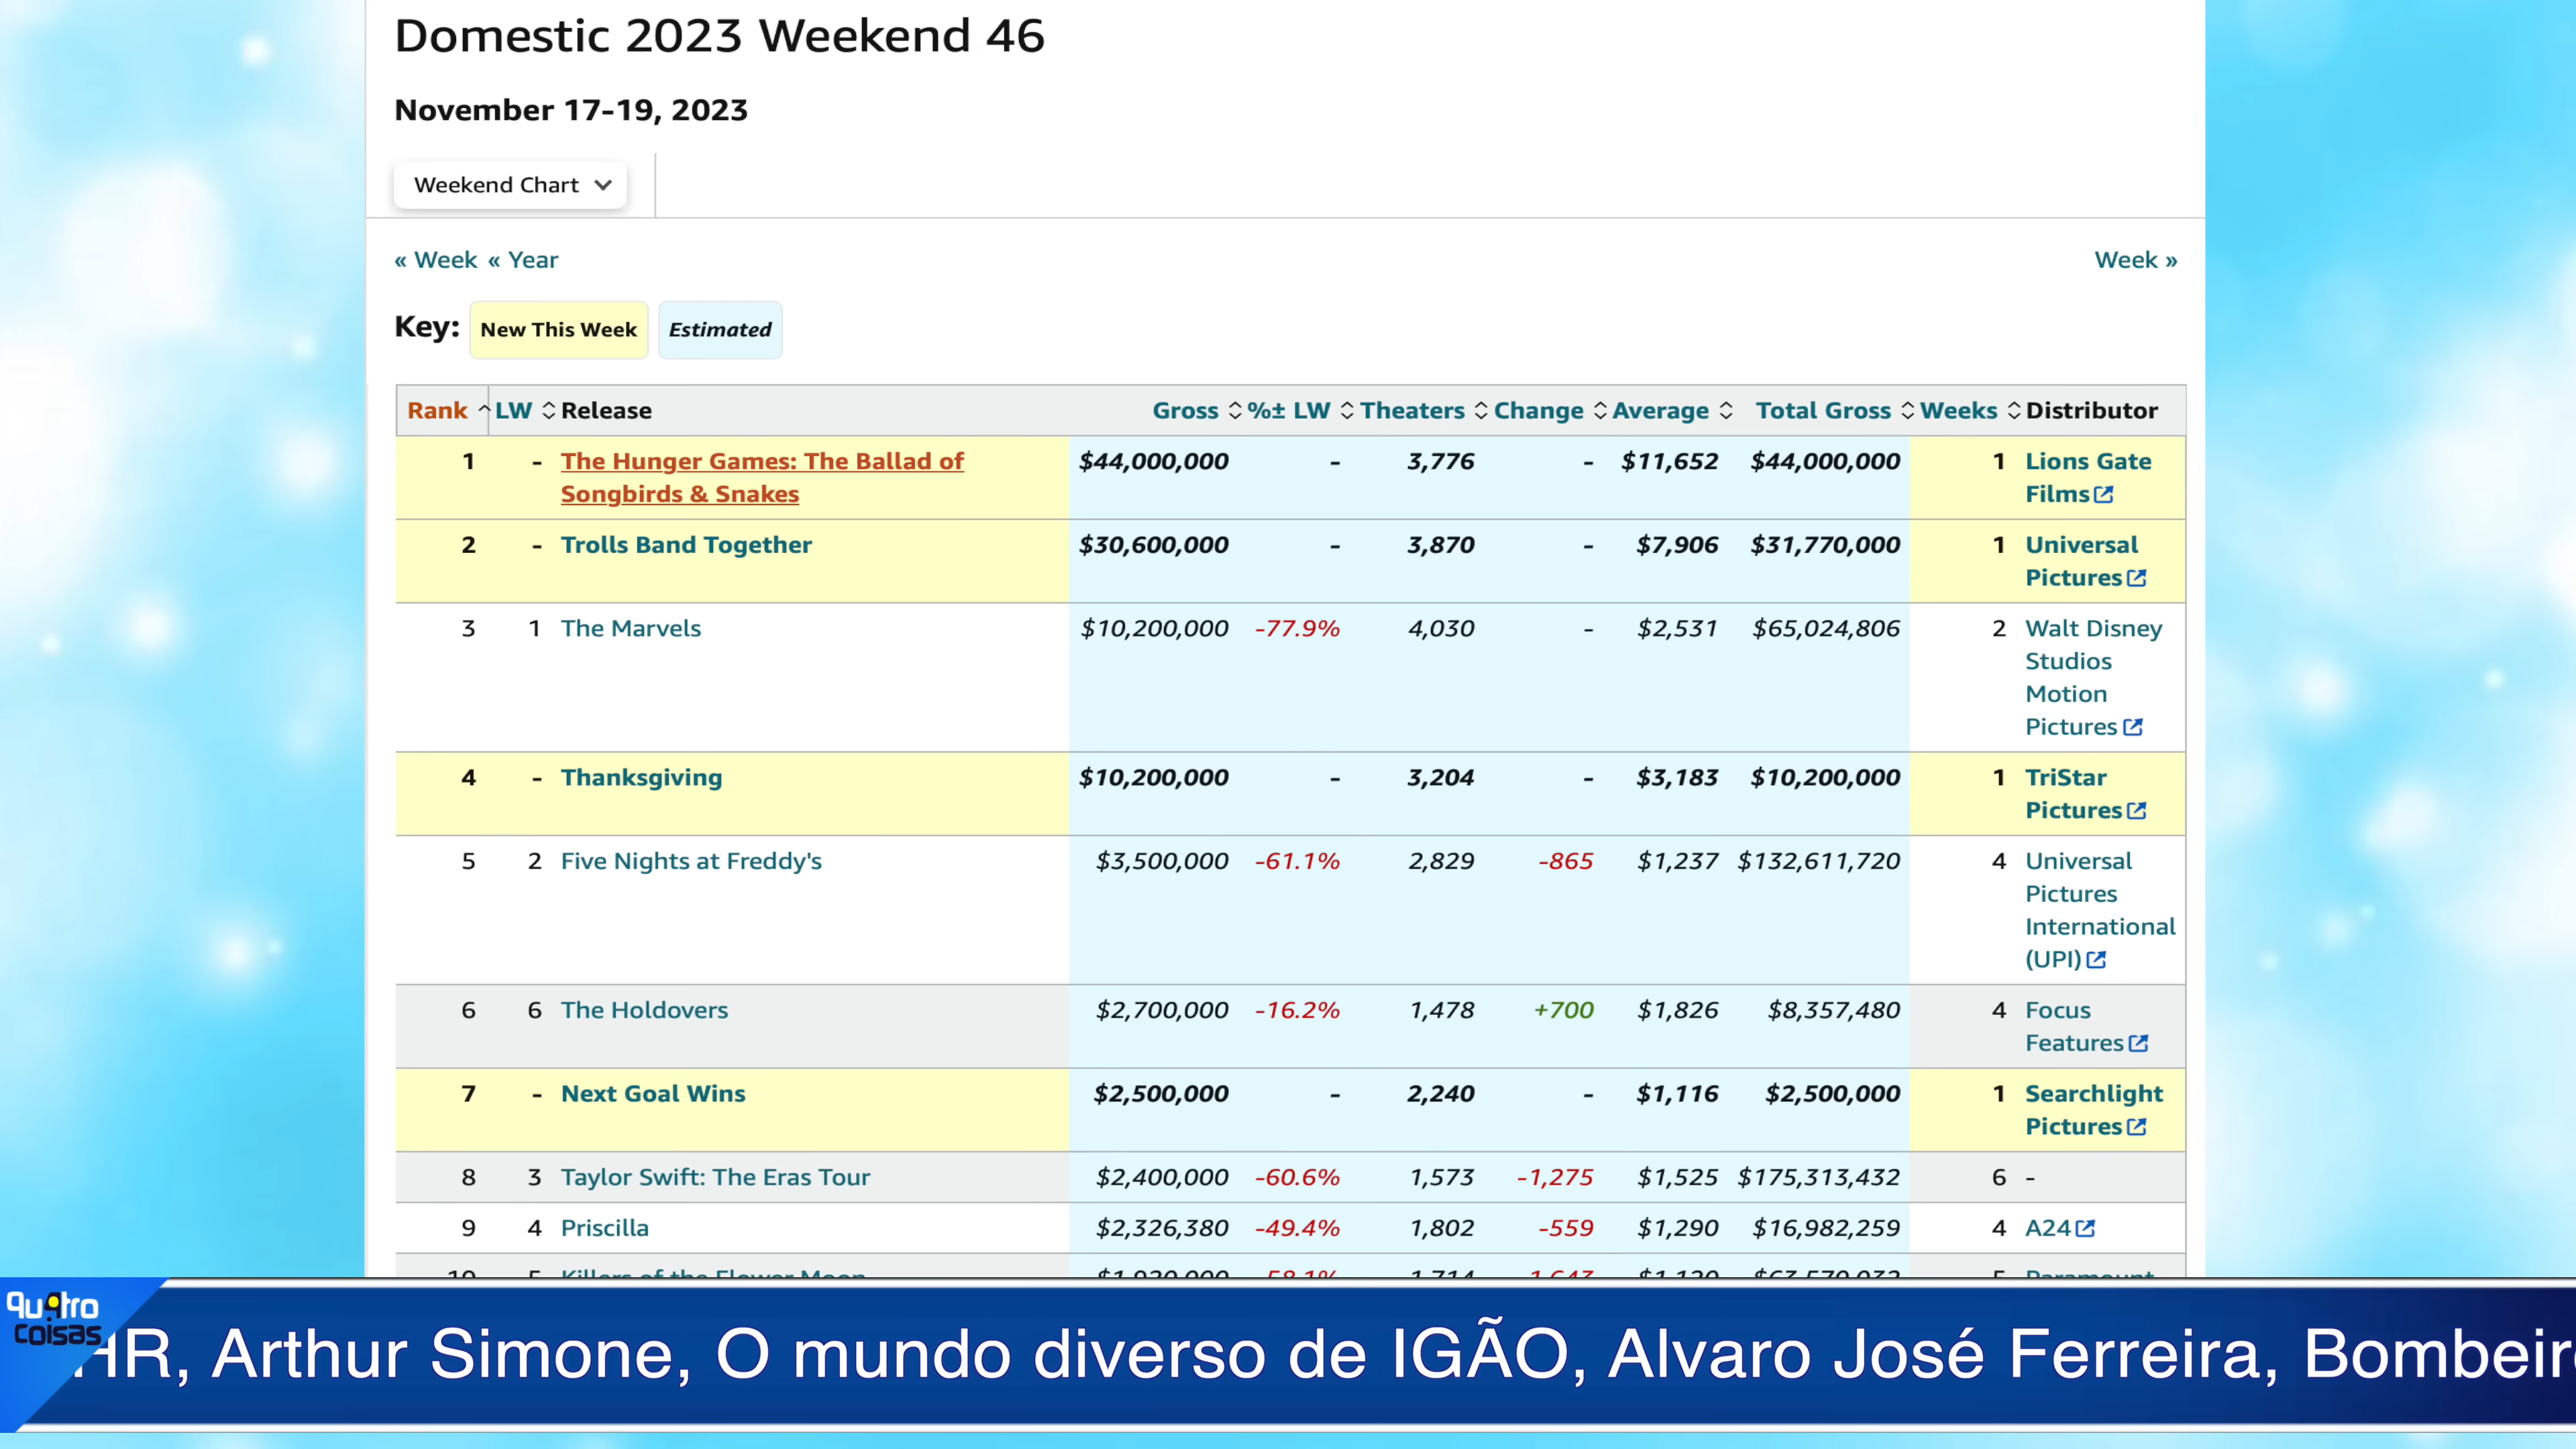 Domestic 2023 Weekend 46
November 17-19, 2023
Weekend Chart
« Week « Year Week »
Key: New This Week Estimated
Rank LW Release Gross %± LW Theaters Change Average Total Gross Weeks Distributor
1 - The Hunger Games: The Ballad of Songbirds & Snakes $44,000,000 - 3,776 - $11,652 $44,000,000 1 Lions Gate Films
2 - Trolls Band Together $30,600,000 - 3,870 - $7,906 $31,770,000 1 Universal Pictures
3 1 The Marvels $10,200,000 -77.9% 4,030 - $2,531 $65,024,806 2 Walt Disney Studios Motion Pictures
4 - Thanksgiving $10,200,000 - 3,204 - $3,183 $10,200,000 1 TriStar Pictures
5 2 Five Nights at Freddy's $3,500,000 -61.1% 2,829 -865 $1,237 $132,611,720 4 Universal Pictures International (UPI)
6 6 The Holdovers $2,700,000 -16.2% 1,478 +700 $1,826 $8,357,480 4 Focus Features
7 - Next Goal Wins $2,500,000 - 2,240 - $1,116 $2,500,000 1 Searchlight Pictures
8 3 Taylor Swift: The Eras Tour $2,400,000 -60.6% 1,573 -1,275 $1,525 $175,313,432 6 -
9 4 Priscilla $2,326,380 -49.4% 1,802 -559 $1,290 $16,982,259 4 A24
10 5 Killers of the Flower Moon
quatro
coisas
HR, Arthur Simone, O mundo diverso de IGÃO, Alvaro José Ferreira,